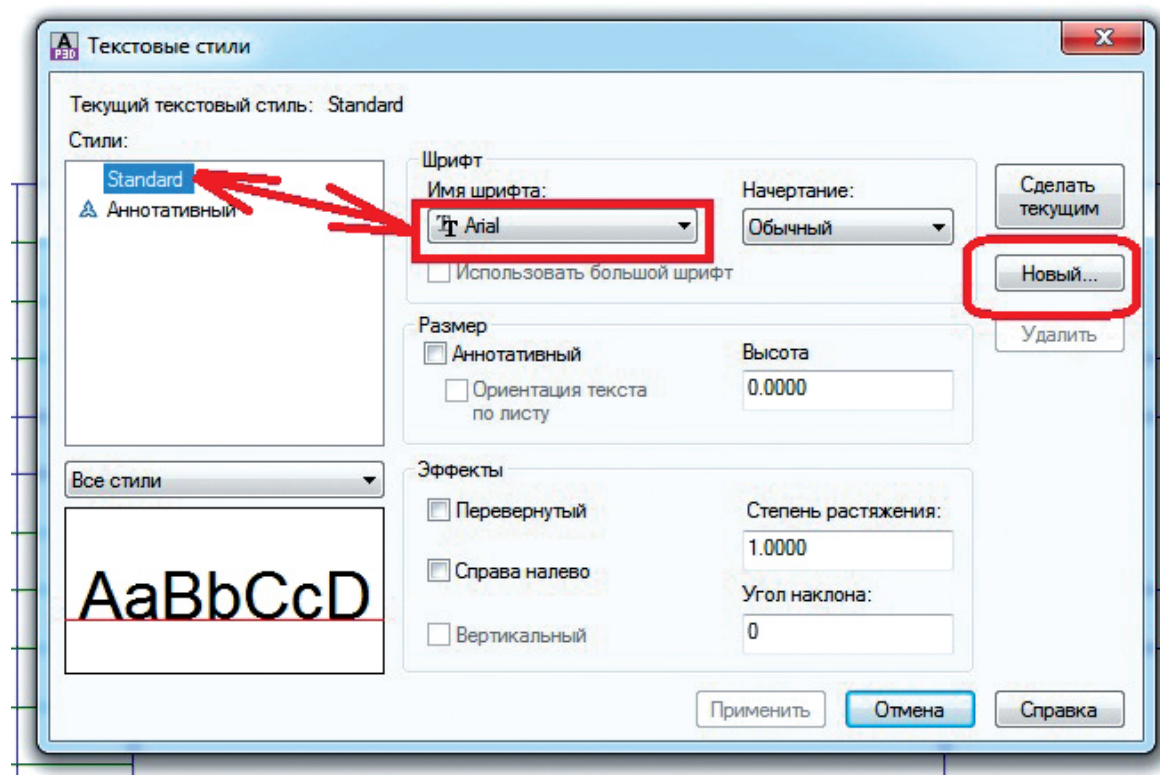 A
P3D
Текстовые стили
Текущий текстовый стиль: Standard
Стили:
Standard
Аннотативный
Все стили
AaBbCcD
Шрифт
Имя шрифта:
Arial
Использовать большой шрифт
Начертание:
Обычный
Размер
Аннотативный
Ориентация текста
по листу
Высота
0.0000
Эффекты
Перевернутый
Справа налево
Вертикальный
Степень растяжения:
1.0000
Угол наклона:
0
Сделать
текущим
Новый...
Удалить
Применить
Отмена
Справка